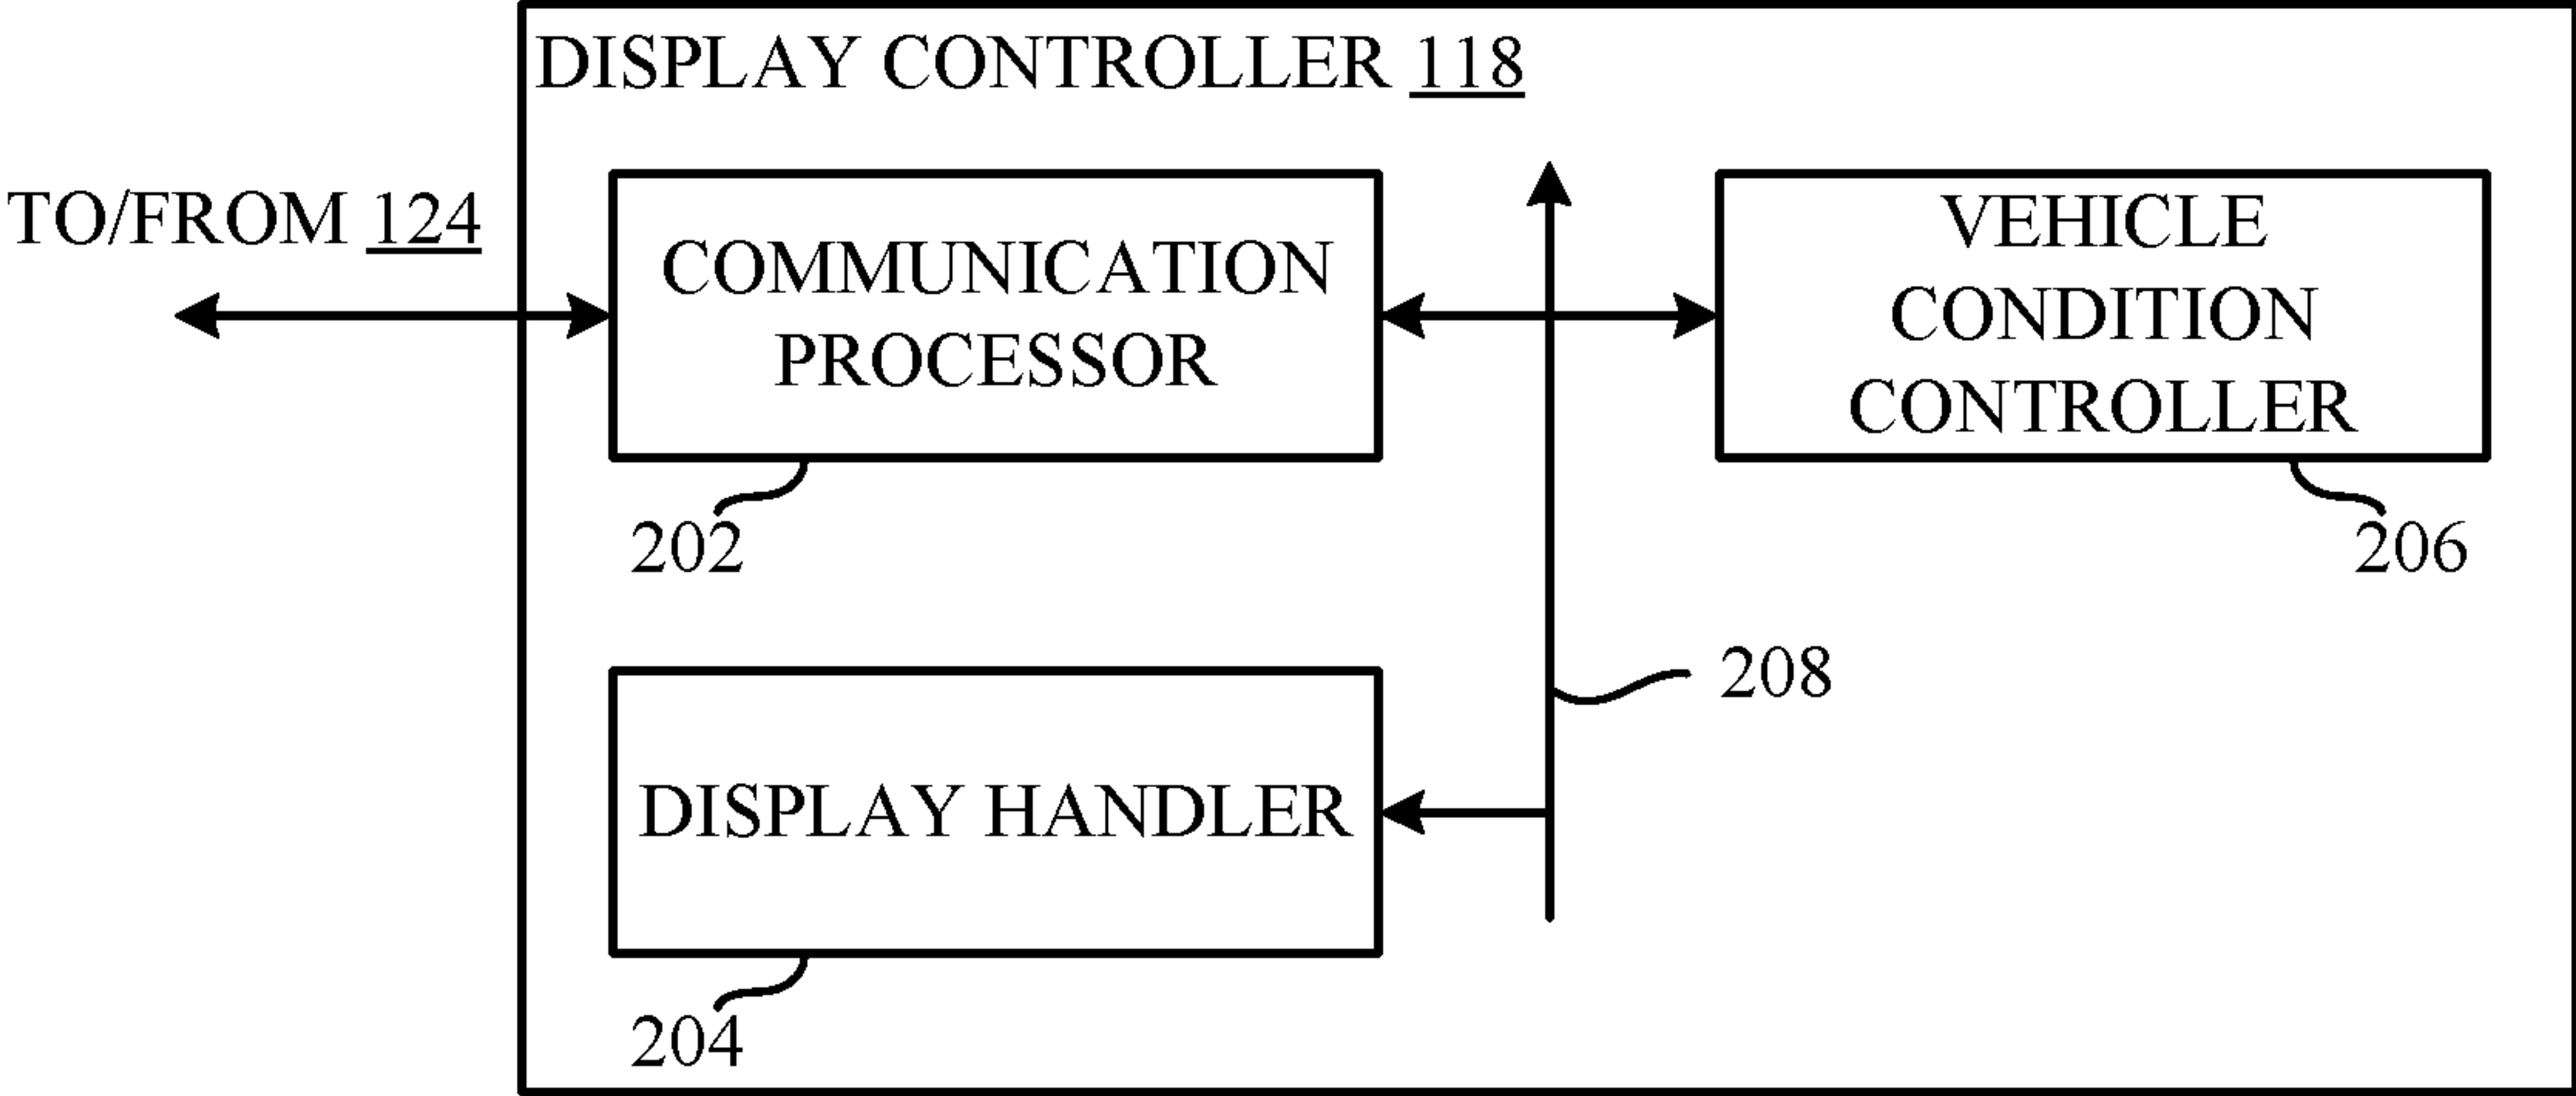 DISPLAY CONTROLLER 118
TO/FROM 124
COMMUNICATION
PROCESSOR
202
VEHICLE
CONDITION
CONTROLLER
206
208
DISPLAY HANDLER
204